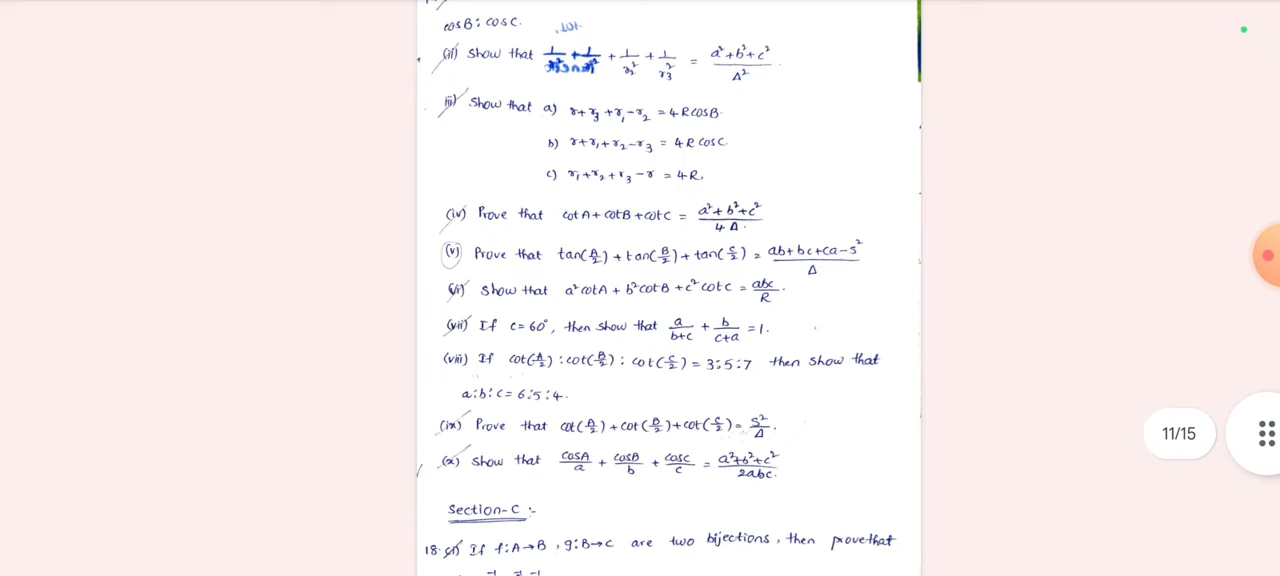 cosB : cosC.
(ii) Show that 1/r² + 1/r₁² + 1/r₂² + 1/r₃² = a²+b²+c²/Δ².
iii) Show that a) r+r₃+r₁-r₂ = 4RcosB.
b) r+r₁+r₂-r₃ = 4RcosC.
c) r₁+r₂+r₃-r = 4R.
(iv) Prove that cotA+cotB+cotC = a²+b²+c²/4Δ.
(v) Prove that tan(A/2)+tan(B/2)+tan(C/2) = ab+bc+ca-s²/Δ
(vi) Show that a²cotA+b²cotB+c²cotC = abc/R.
(vii) If c=60°, then show that a/b+c + b/c+a = 1.
(viii) If cot(A/2) : cot(B/2) : cot(C/2) = 3:5:7 then show that
a:b:c = 6:5:4.
(ix) Prove that cot(A/2)+cot(B/2)+cot(C/2) = s²/Δ.
(x) Show that cosA/a + cosB/b + cosC/c = a²+b²+c²/2abc.
Section-C :-
18. (i) If f:A→B, g:B→C are two bijections, then prove that
11/15